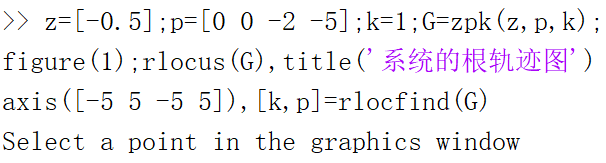 >> z=[-0.5];p=[0 0 -2 -5];k=1;G=zpk(z,p,k);
figure(1);rlocus(G),title('系统的根轨迹图')
axis([-5 5 -5 5]),[k,p]=rlocfind(G)
Select a point in the graphics window